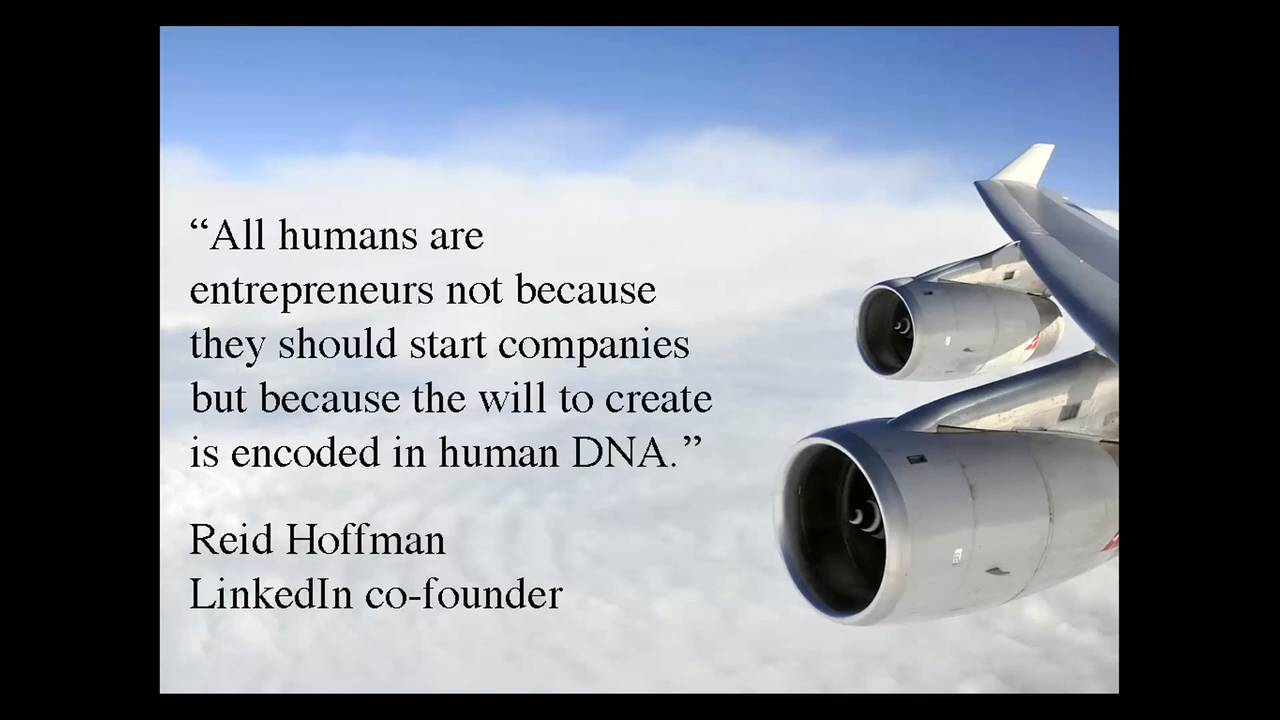 “All humans are
entrepreneurs not because
they should start companies
but because the will to create
is encoded in human DNA.”
Reid Hoffman
LinkedIn co-founder